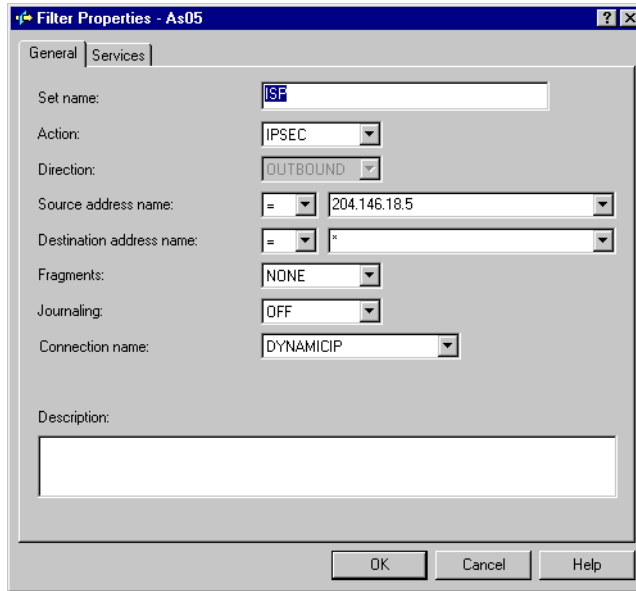 Filter Properties - As05
General Services
Set name: ISP
Action: IPSEC
Direction: OUTBOUND
Source address name: = 204.146.18.5
Destination address name: = *
Fragments: NONE
Journaling: OFF
Connection name: DYNAMICIP
Description:
OK Cancel Help